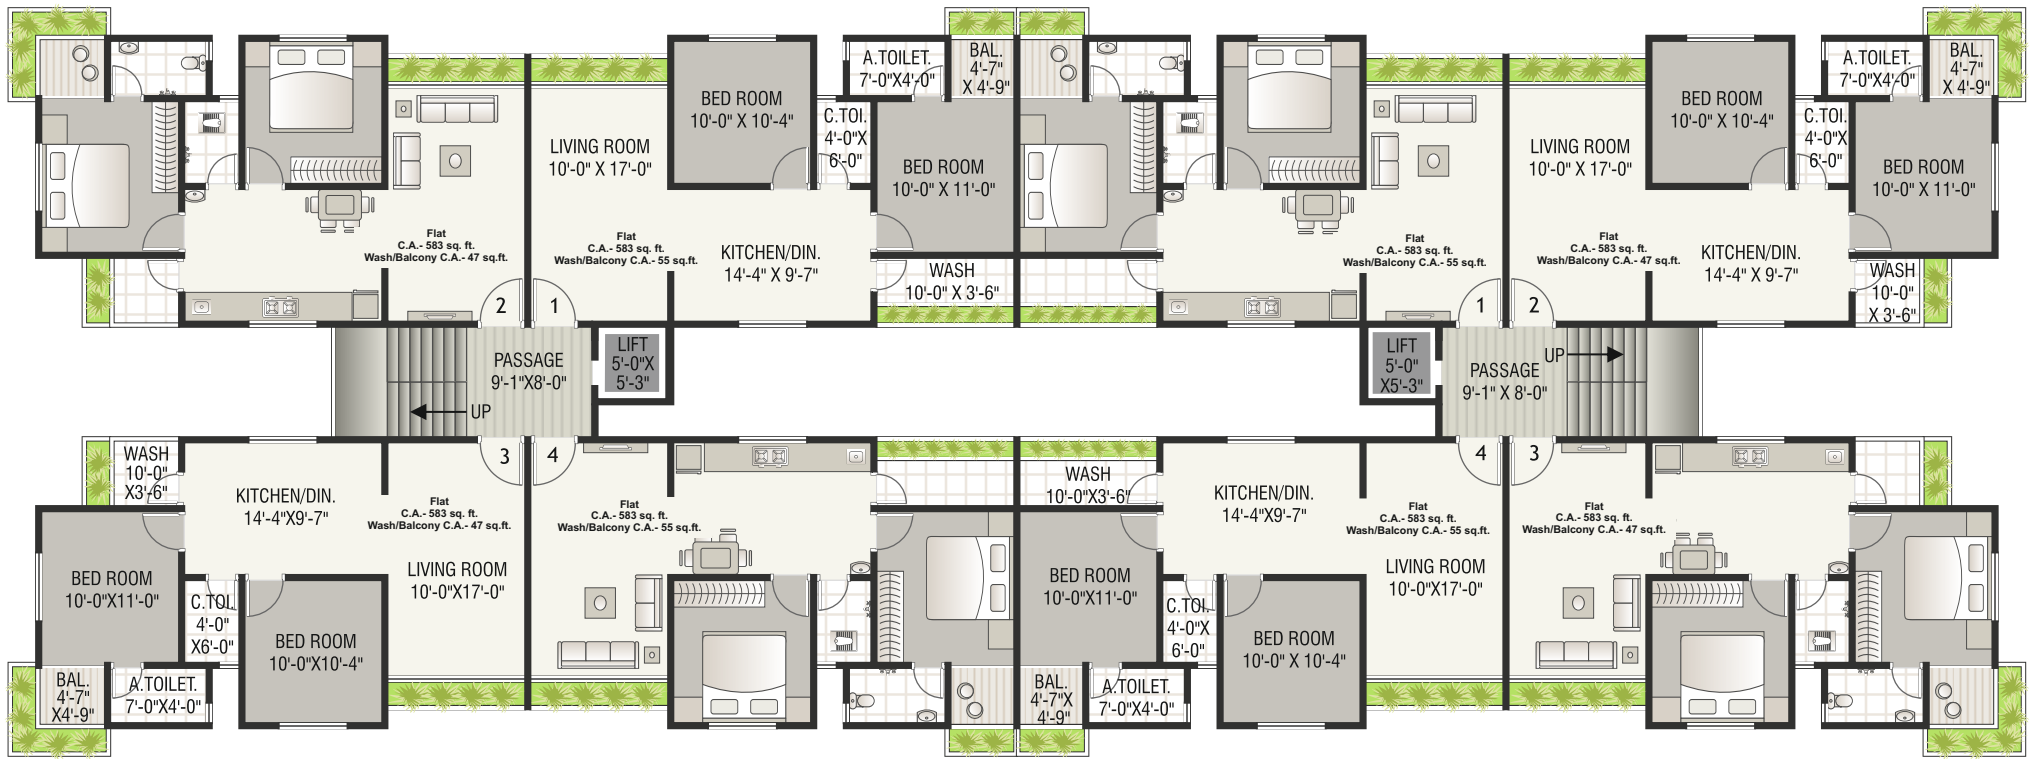 A.TOILET.
7'-0"X4'-0"
BAL.
4'-7"
X 4'-9"
BED ROOM
10'-0" X 10'-4"
C.TOI.
4'-0"X
6'-0"
LIVING ROOM
10'-0" X 17'-0"
BED ROOM
10'-0" X 11'-0"
Flat
C.A.- 583 sq. ft.
Wash/Balcony C.A.- 47 sq.ft.
Flat
C.A.- 583 sq. ft.
Wash/Balcony C.A.- 55 sq.ft.
KITCHEN/DIN.
14'-4" X 9'-7"
WASH
10'-0" X 3'-6"
2
1
A.TOILET.
7'-0"X4'-0"
BAL.
4'-7"
X 4'-9"
BED ROOM
10'-0" X 10'-4"
C.TOI.
4'-0"X
6'-0"
LIVING ROOM
10'-0" X 17'-0"
BED ROOM
10'-0" X 11'-0"
Flat
C.A.- 583 sq. ft.
Wash/Balcony C.A.- 55 sq.ft.
Flat
C.A.- 583 sq. ft.
Wash/Balcony C.A.- 47 sq.ft.
KITCHEN/DIN.
14'-4" X 9'-7"
WASH
10'-0"
X 3'-6"
1
2
PASSAGE
9'-1"X8'-0"
UP
LIFT
5'-0"X
5'-3"
LIFT
5'-0"
X5'-3"
PASSAGE
9'-1" X 8'-0"
UP
3
4
WASH
10'-0"
X3'-6"
KITCHEN/DIN.
14'-4"X9'-7"
Flat
C.A.- 583 sq. ft.
Wash/Balcony C.A.- 47 sq.ft.
Flat
C.A.- 583 sq. ft.
Wash/Balcony C.A.- 55 sq.ft.
BED ROOM
10'-0"X11'-0"
C.TOI.
4'-0"
X6'-0"
LIVING ROOM
10'-0"X17'-0"
BED ROOM
10'-0"X10'-4"
BAL.
4'-7"
X4'-9"
A.TOILET.
7'-0"X4'-0"
4
3
WASH
10'-0"X3'-6"
KITCHEN/DIN.
14'-4"X9'-7"
Flat
C.A.- 583 sq. ft.
Wash/Balcony C.A.- 55 sq.ft.
Flat
C.A.- 583 sq. ft.
Wash/Balcony C.A.- 47 sq.ft.
BED ROOM
10'-0"X11'-0"
C.TOI.
4'-0"X
6'-0"
LIVING ROOM
10'-0"X17'-0"
BED ROOM
10'-0" X 10'-4"
BAL.
4'-7"X
4'-9"
A.TOILET.
7'-0"X4'-0"